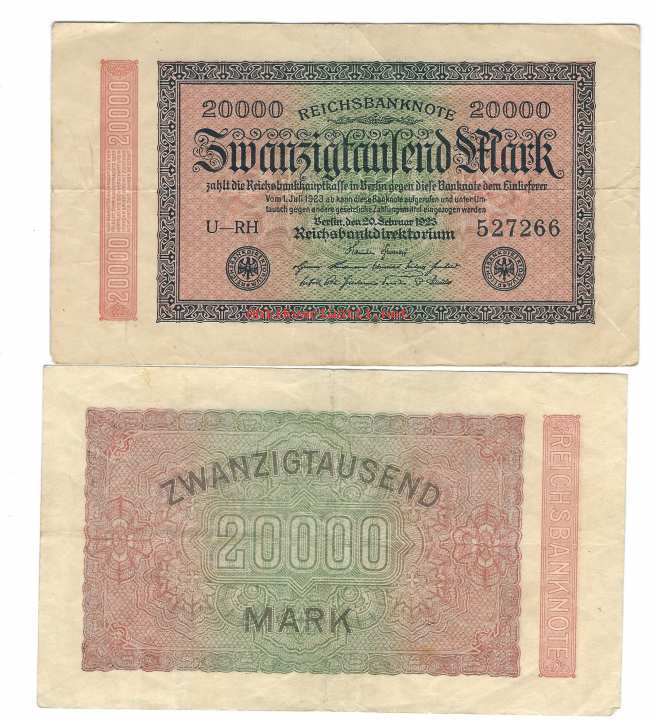 20000
20000
20000 REICHSBANKNOTE 20000
Zwanzigtausend Mark
zahlt die Reichsbankhauptkasse in Berlin gegen diese Banknote dem Einlieferer
Vom 1. Juli 1923 ab kann diese Banknote aufgerufen und unter Um-
tausch gegen andere gesetzliche Zahlungsmittel eingezogen werden
Berlin, den 20. Februar 1923
U—RH Reichsbankdirektorium 527266
ZWANZIGTAUSEND
20000
MARK
REICHSBANKNOTE